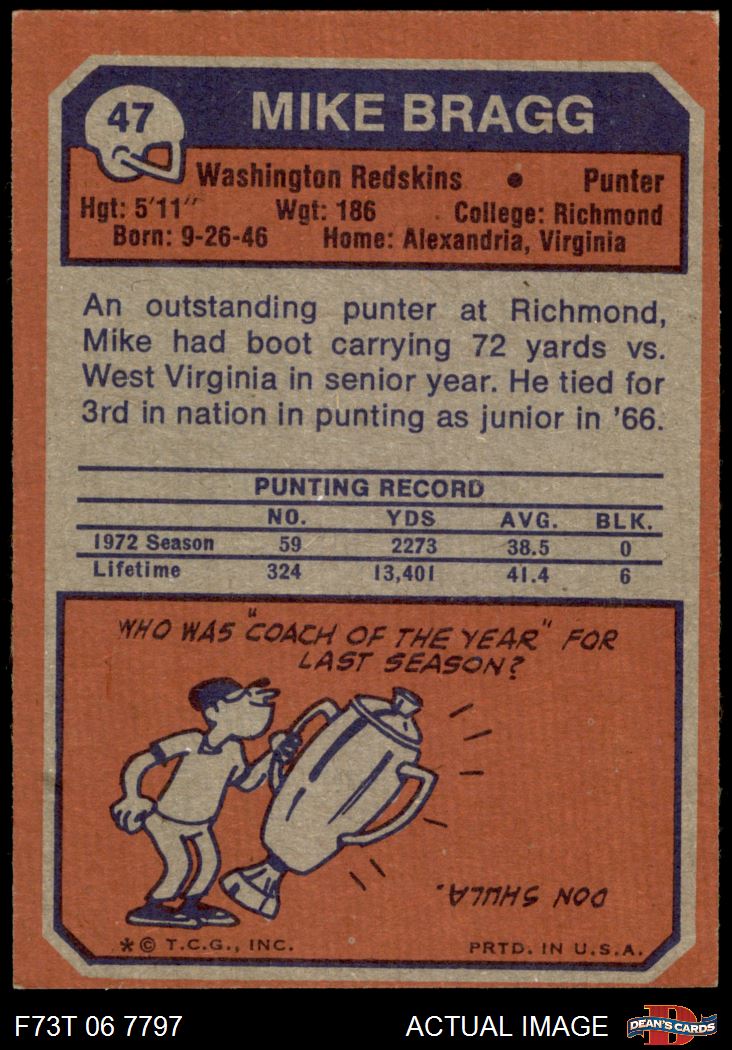 47
MIKE BRAGG
Washington Redskins • Punter
Hgt: 5'11" Wgt: 186 College: Richmond
Born: 9-26-46 Home: Alexandria, Virginia
An outstanding punter at Richmond,
Mike had boot carrying 72 yards vs.
West Virginia in senior year. He tied for
3rd in nation in punting as junior in '66.
PUNTING RECORD
NO. YDS AVG. BLK.
1972 Season 59 2273 38.5 0
Lifetime 324 13,401 41.4 6
WHO WAS "COACH OF THE YEAR" FOR
LAST SEASON?
DON SHULA.
*© T.C.G., INC. PRTD. IN U.S.A.
F73T 06 7797 ACTUAL IMAGE D DEAN'S CARDS